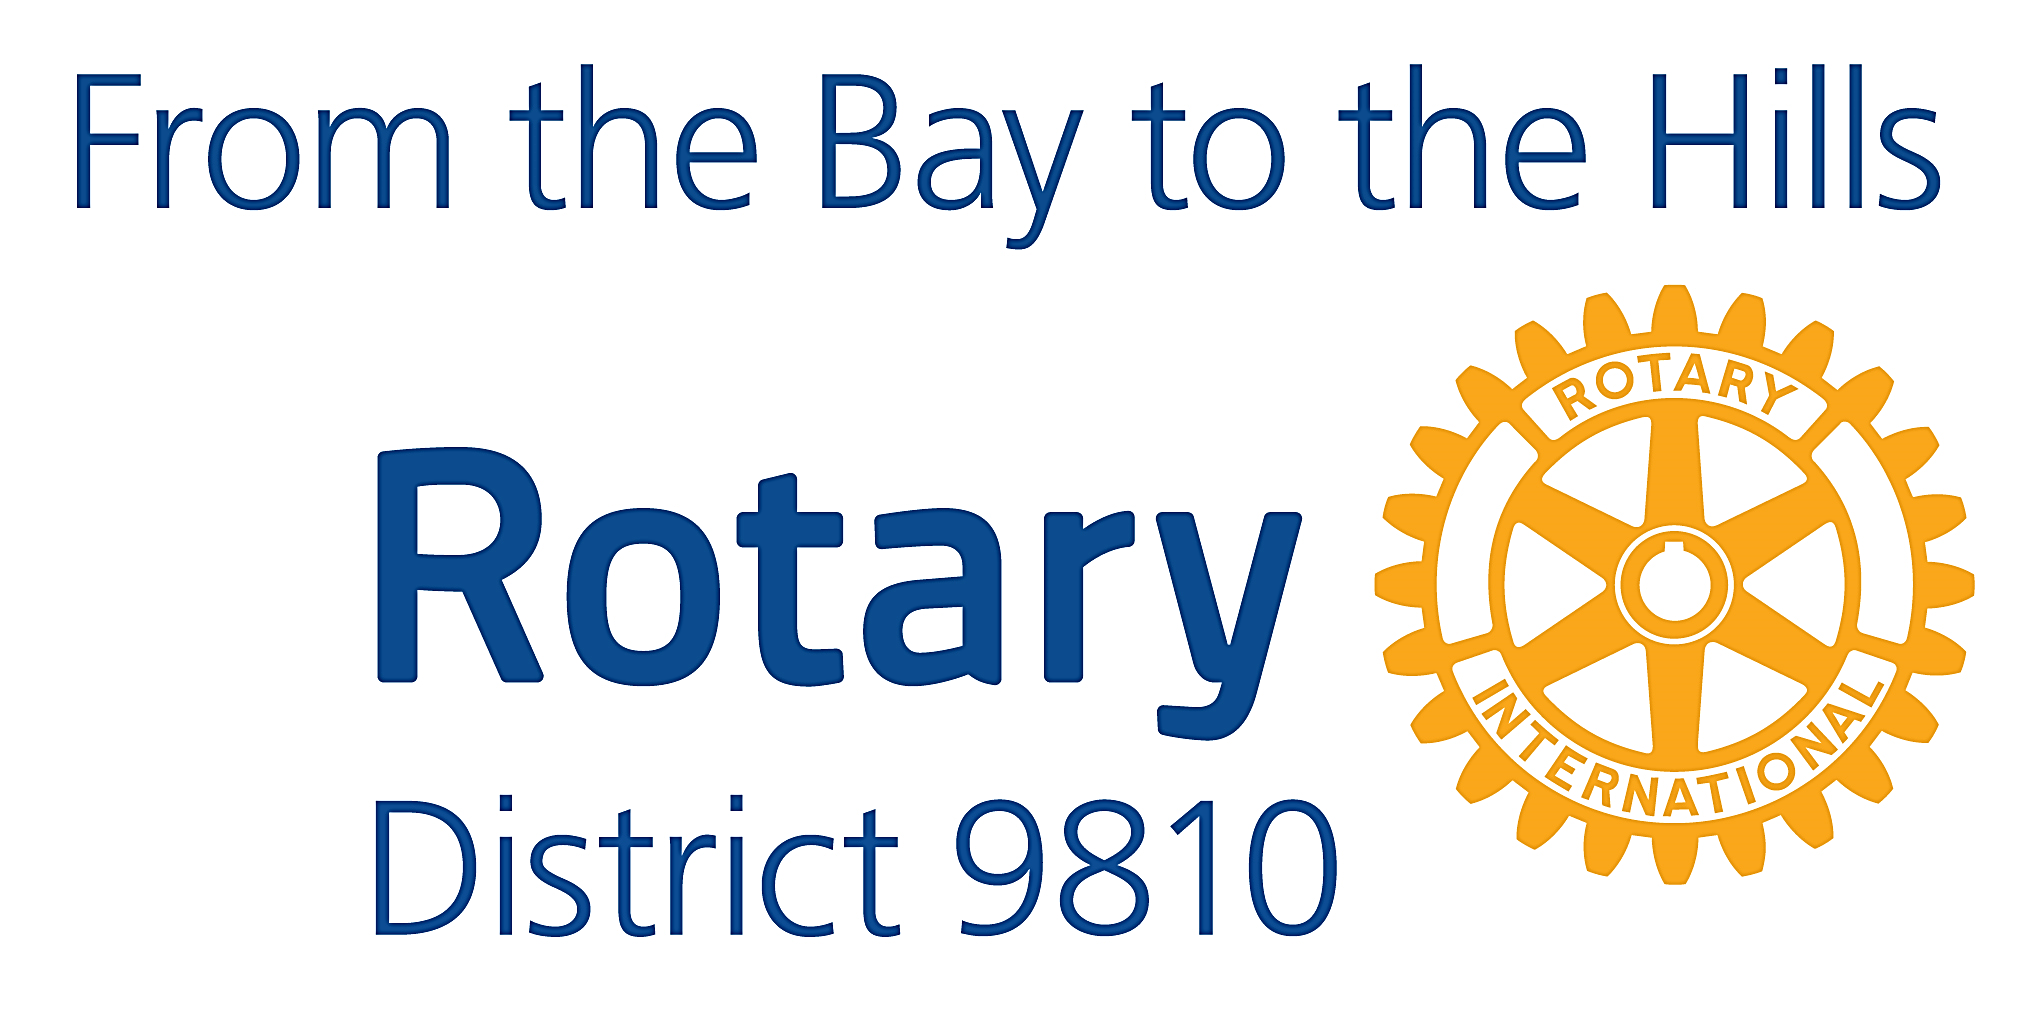 From the Bay to the Hills
Rotary
District 9810
ROTARY
INTERNATIONAL